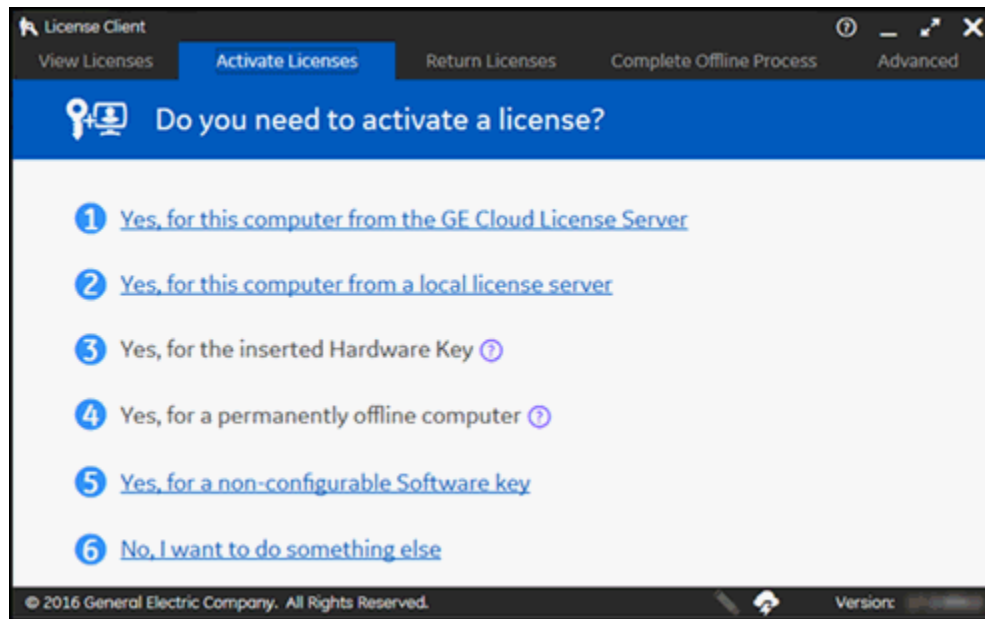 License Client
View Licenses Activate Licenses Return Licenses Complete Offline Process Advanced
Do you need to activate a license?
1 Yes, for this computer from the GE Cloud License Server
2 Yes, for this computer from a local license server
3 Yes, for the inserted Hardware Key ?
4 Yes, for a permanently offline computer ?
5 Yes, for a non-configurable Software key
6 No, I want to do something else
© 2016 General Electric Company. All Rights Reserved. Version: